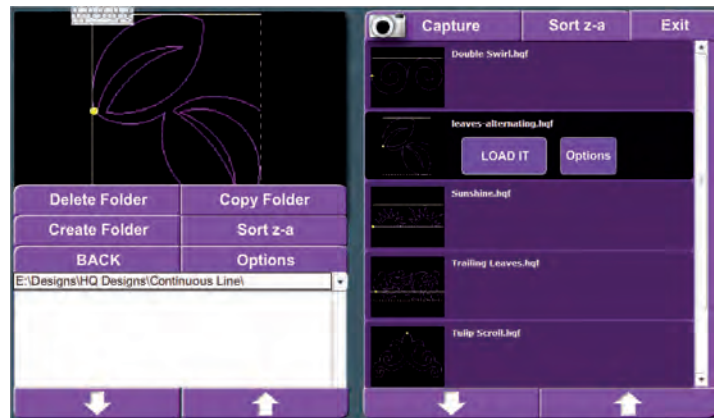 Delete Folder Copy Folder
Create Folder Sort z-a
BACK Options
E:\Designs\HQ Designs\Continuous Line\
Capture Sort z-a Exit
Double Swirl.hqf
leaves-alternating.hqf
LOAD IT Options
Sunshine.hqf
Trailing Leaves.hqf
Tulip Scroll.hqf